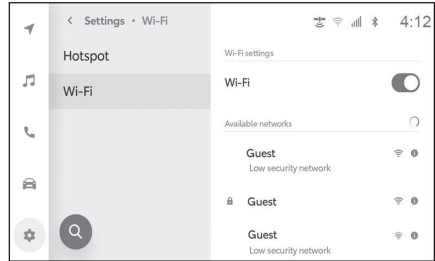 < Settings • Wi-Fi
4:12
Hotspot
Wi-Fi
Wi-Fi settings
Wi-Fi
Available networks
Guest
Low security network
Guest
Guest
Low security network